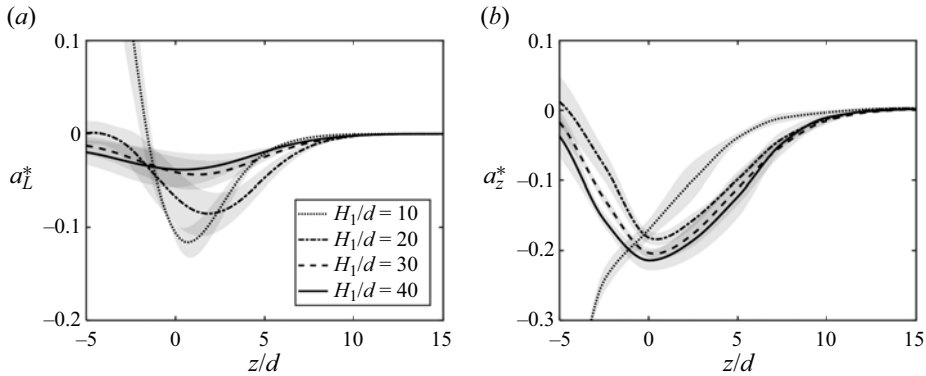 (a)
0.1
0
−0.1
−0.2
a*L
−5 0 5 10 15
z/d
H1/d = 10
H1/d = 20
H1/d = 30
H1/d = 40
(b)
0.1
0
−0.1
−0.2
−0.3
a*z
−5 0 5 10 15
z/d